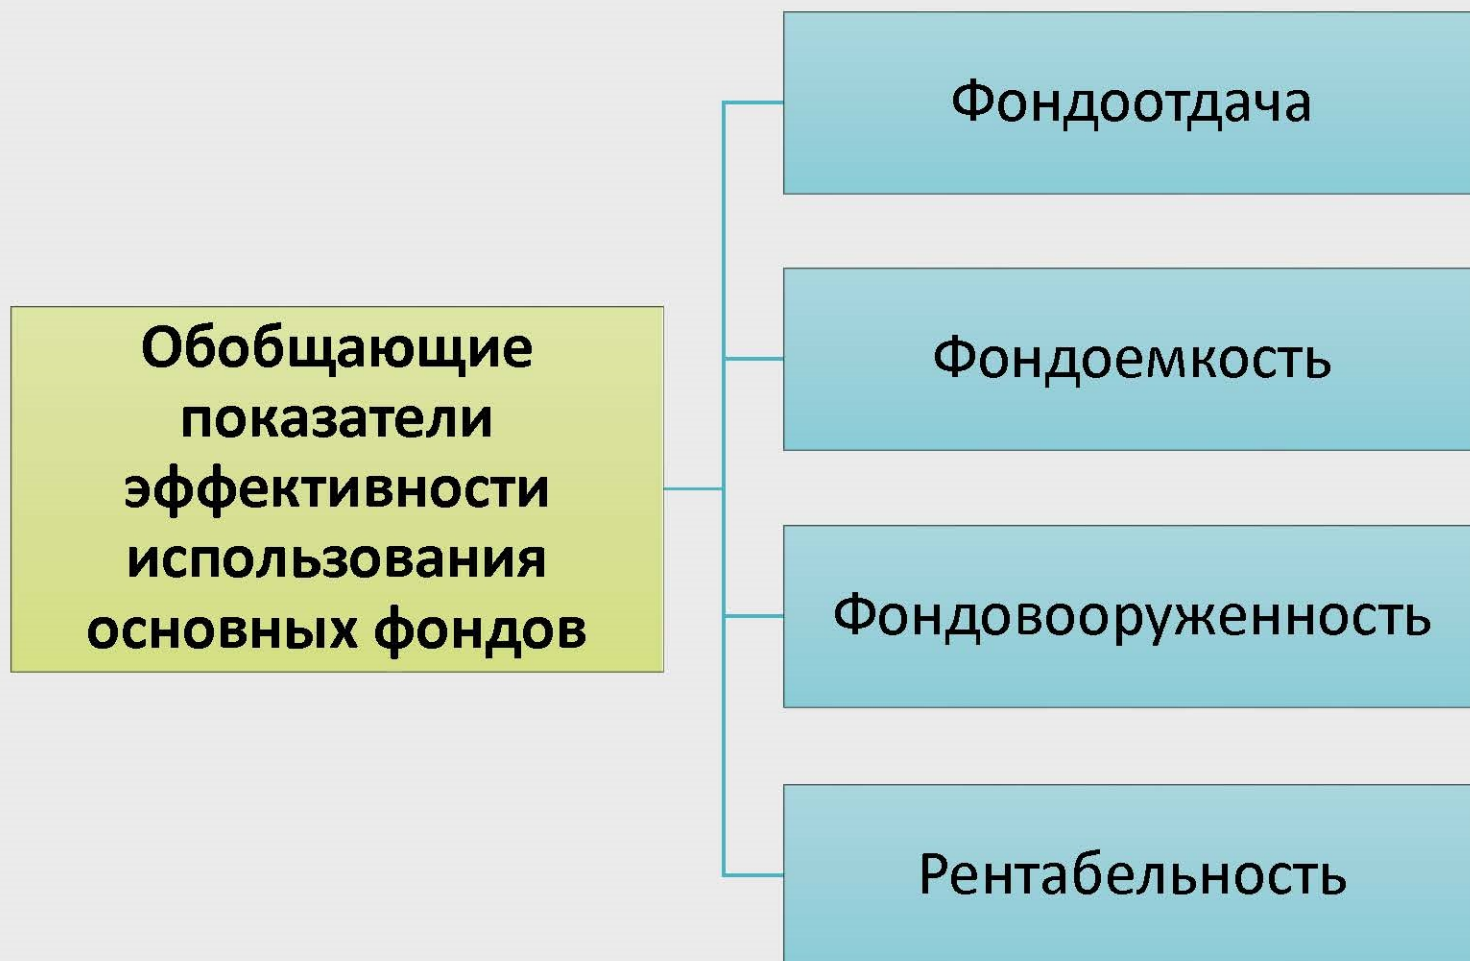 Обобщающие
показатели
эффективности
использования
основных фондов
Фондоотдача
Фондоемкость
Фондовооруженность
Рентабельность